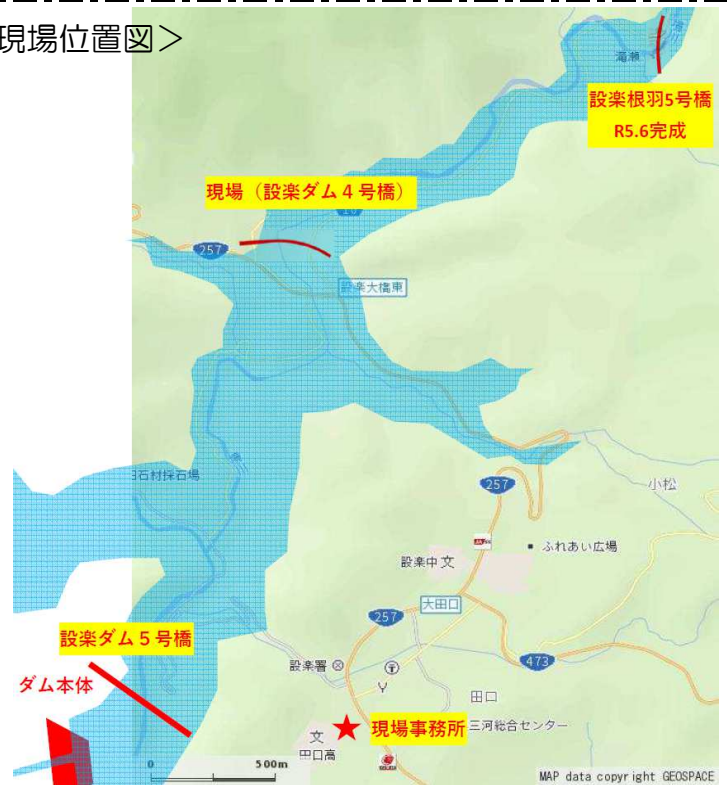 現場位置図＞
滝瀬
設楽根羽5号橋
R5.6完成
現場（設楽ダム４号橋）
10
257
設楽大橋東
石村採石場
257
小松
ふれあい広場
設楽中 文
大田口
257
設楽ダム５号橋
設楽署
473
ダム本体
田口
文
現場事務所
三河総合センター
田口高
0 500m
MAP data copyright GEOSPACE